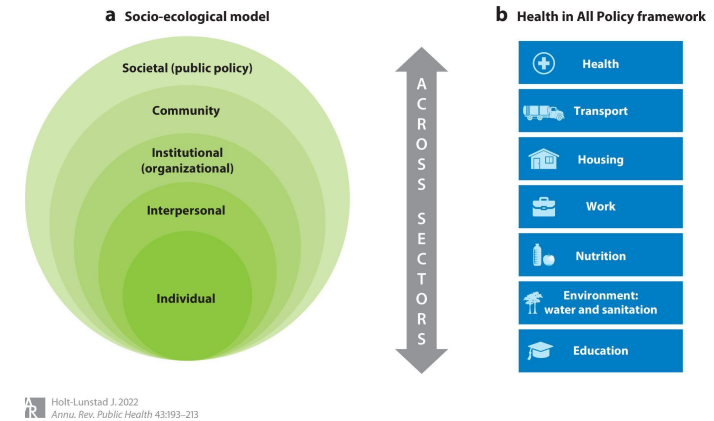 a Socio-ecological model
Societal (public policy)
Community
Institutional
(organizational)
Interpersonal
Individual
ACROSS SECTORS
b Health in All Policy framework
Health
Transport
Housing
Work
Nutrition
Environment:
water and sanitation
Education
AR
Holt-Lunstad J. 2022
Annu. Rev. Public Health 43:193–213